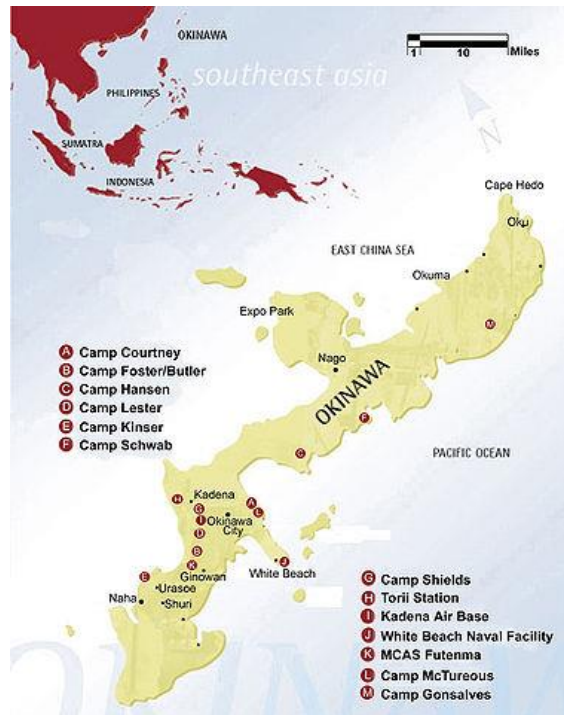 OKINAWA
1 10 Miles
southeast asia
PHILIPPINES
SUMATRA
INDONESIA
N
Cape Hedo
Oku
EAST CHINA SEA
Okuma
Expo Park
M
Nago
OKINAWA
A Camp Courtney
B Camp Foster/Butler
C Camp Hansen
D Camp Lester
E Camp Kinser
F Camp Schwab
F
C
PACIFIC OCEAN
H
Kadena
A
G
L
I
Okinawa
City
D
B
K
J
Ginowan
White Beach
E
Urasoe
Naha
Shuri
G Camp Shields
H Torii Station
I Kadena Air Base
J White Beach Naval Facility
K MCAS Futenma
L Camp McTureous
M Camp Gonsalves
OKINAWA